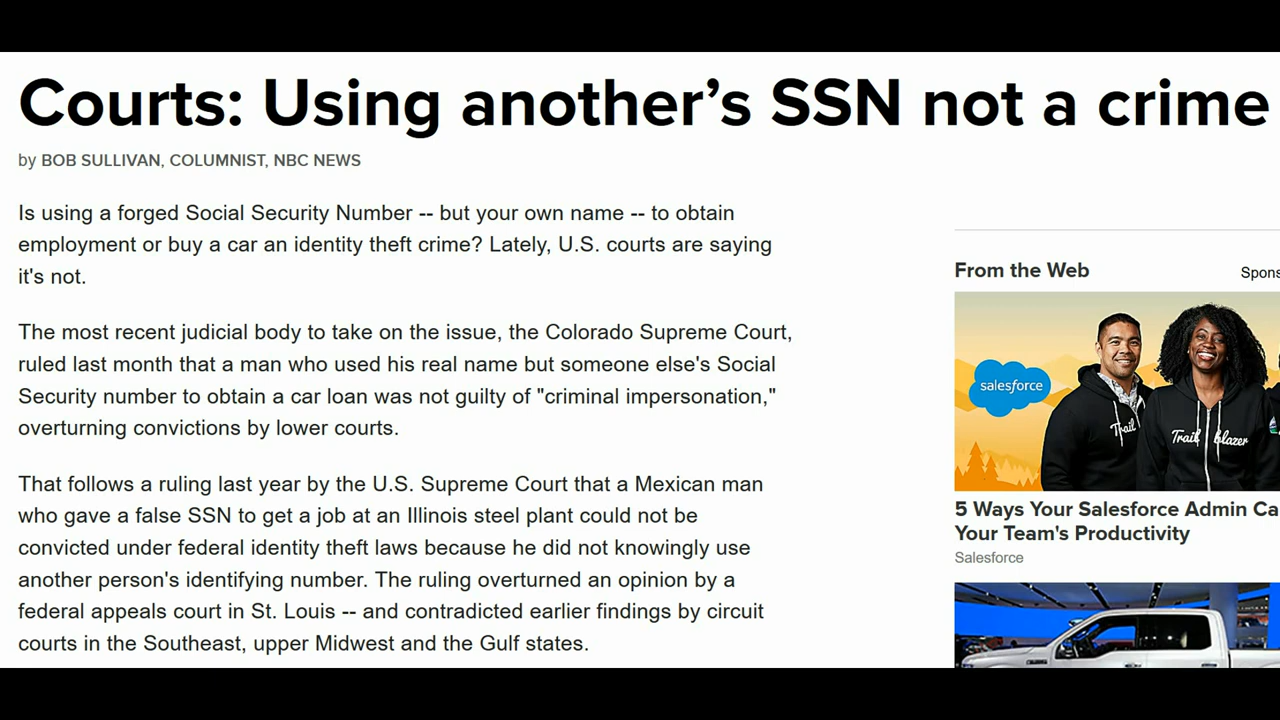 Courts: Using another’s SSN not a crime
by BOB SULLIVAN, COLUMNIST, NBC NEWS
Is using a forged Social Security Number -- but your own name -- to obtain
employment or buy a car an identity theft crime? Lately, U.S. courts are saying
it's not.
The most recent judicial body to take on the issue, the Colorado Supreme Court,
ruled last month that a man who used his real name but someone else's Social
Security number to obtain a car loan was not guilty of "criminal impersonation,"
overturning convictions by lower courts.
That follows a ruling last year by the U.S. Supreme Court that a Mexican man
who gave a false SSN to get a job at an Illinois steel plant could not be
convicted under federal identity theft laws because he did not knowingly use
another person's identifying number. The ruling overturned an opinion by a
federal appeals court in St. Louis -- and contradicted earlier findings by circuit
courts in the Southeast, upper Midwest and the Gulf states.
From the Web
Spons
salesforce
Trail
Trail blazer
5 Ways Your Salesforce Admin Ca
Your Team's Productivity
Salesforce